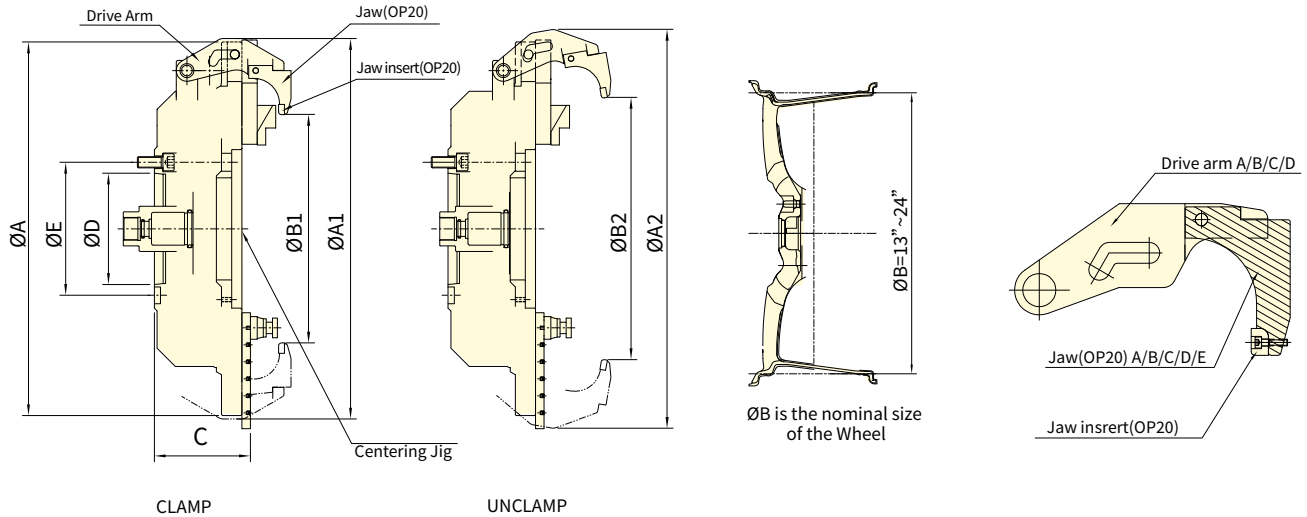 Drive Arm
Jaw(OP20)
Jaw insert(OP20)
ØA
ØE
ØD
ØB1
ØA1
C
Centering Jig
CLAMP
ØB2
ØA2
UNCLAMP
ØB=13”~24”
ØB is the nominal size
of the Wheel
Drive arm A/B/C/D
Jaw(OP20) A/B/C/D/E
Jaw insrert(OP20)